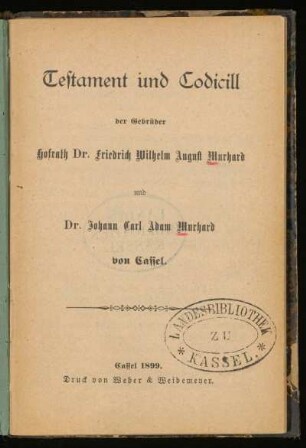 Testament und Codicill
der Gebrüder
Hofrath Dr. Friedrich Wilhelm August Murhard
und
Dr. Johann Carl Adam Murhard
von Cassel.
LANDESBIBLIOTHEK
ZU
* KASSEL. *
Cassel 1899.
Druck von Weber & Weidemeyer.